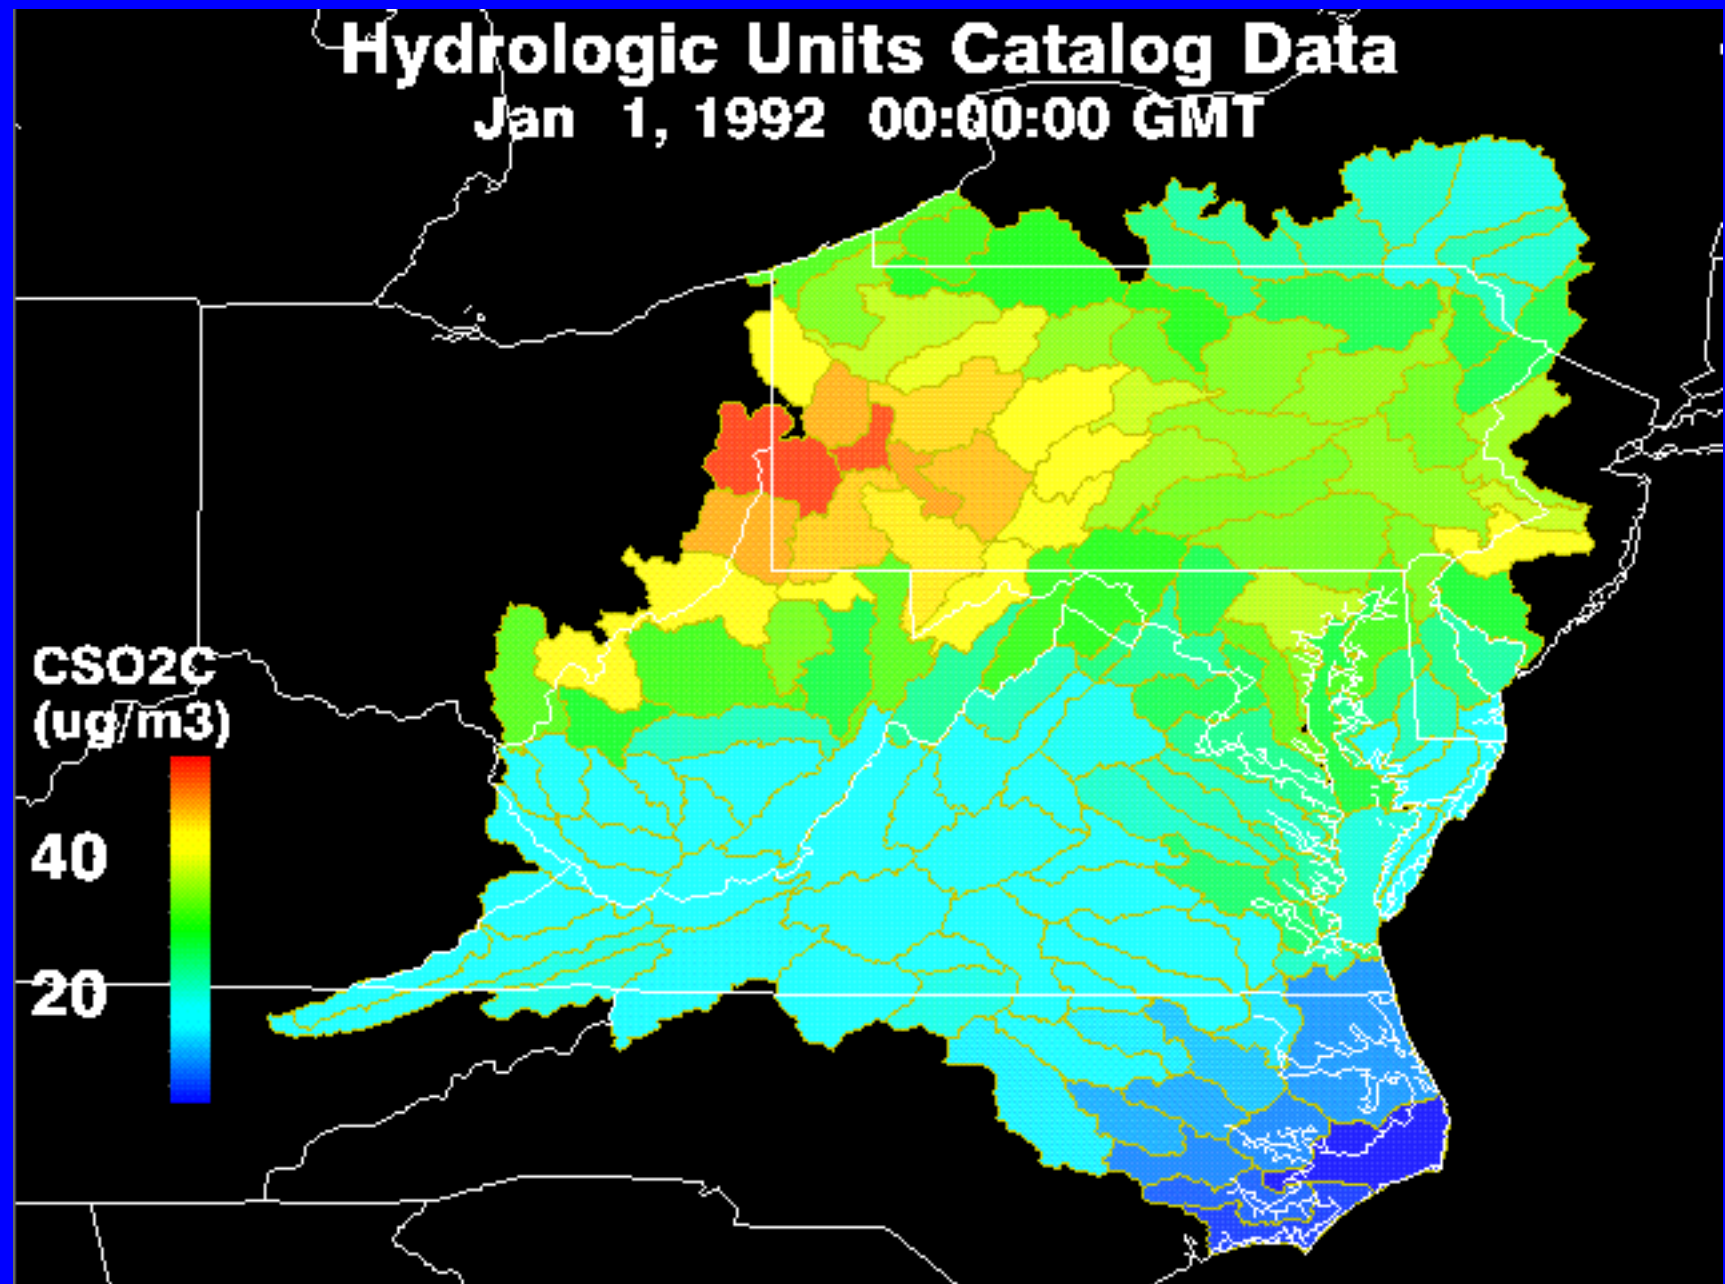 Hydrologic Units Catalog Data
Jan 1, 1992 00:00:00 GMT
CSO2C
(ug/m3)
40
20